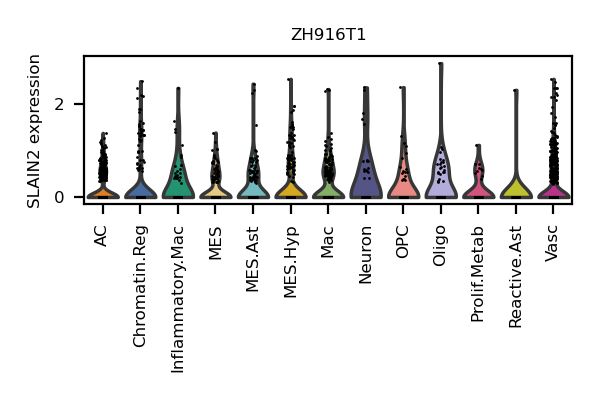 ZH916T1
SLAIN2 expression
2
0
AC
Chromatin.Reg
Inflammatory.Mac
MES
MES.Ast
MES.Hyp
Mac
Neuron
OPC
Oligo
Prolif.Metab
Reactive.Ast
Vasc